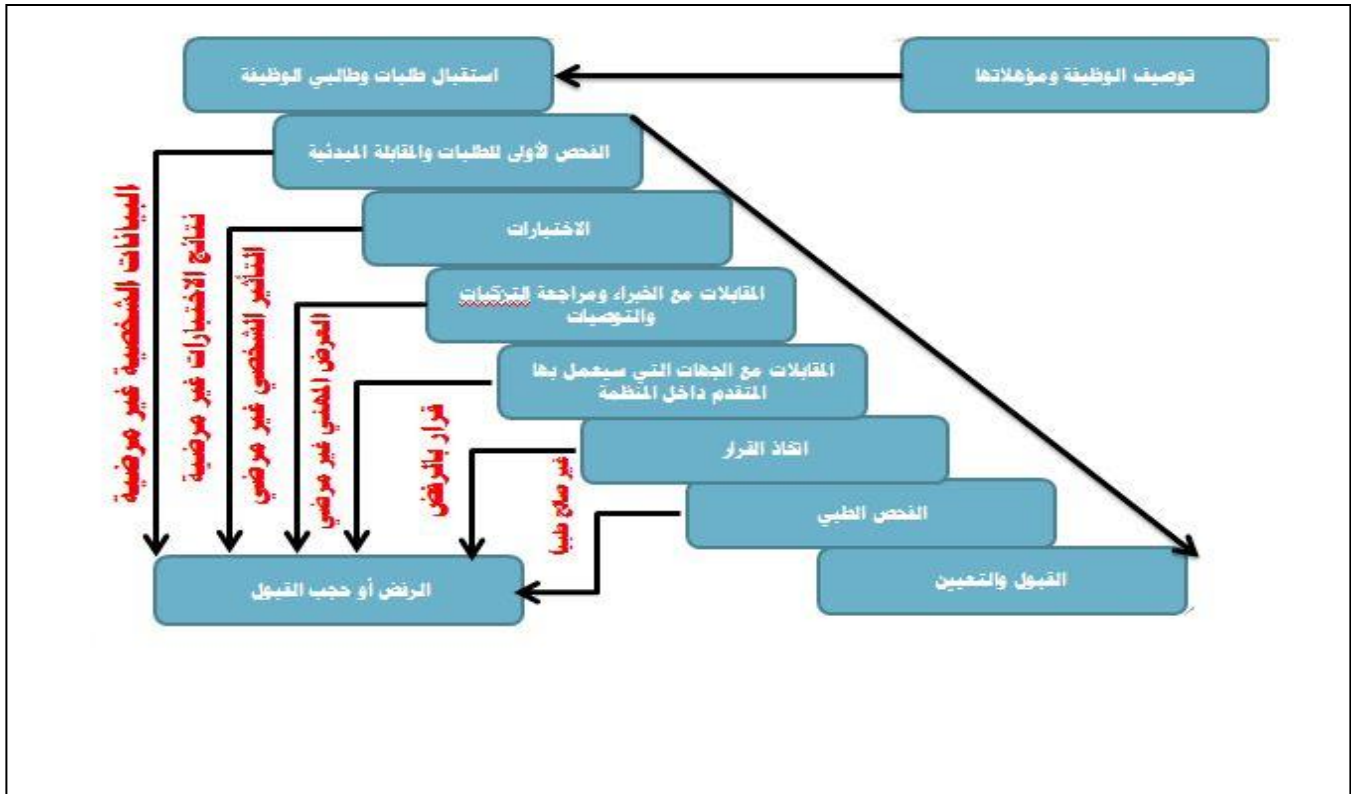 توصيف الوظيفة ومؤهلاتها
استقبال طلبات وطالبي الوظيفة
الفحص الأولى للطلبات والمقابلة المبدئية
الاختبارات
المقابلات مع الخبراء ومراجعة التزكيات
والتوصيات
المقابلات مع الجهات التي سيعمل بها
المتقدم داخل المنظمة
اتخاذ القرار
الفحص الطبي
القبول والتعيين
البيانات الشخصية غير مرضية
نتائج الاختبارات غير مرضية
التأثير الشخصي غير مرضي
العرض المهني غير مرضي
قرار بالرفض
غير صالح طبيا
الرفض أو حجب القبول